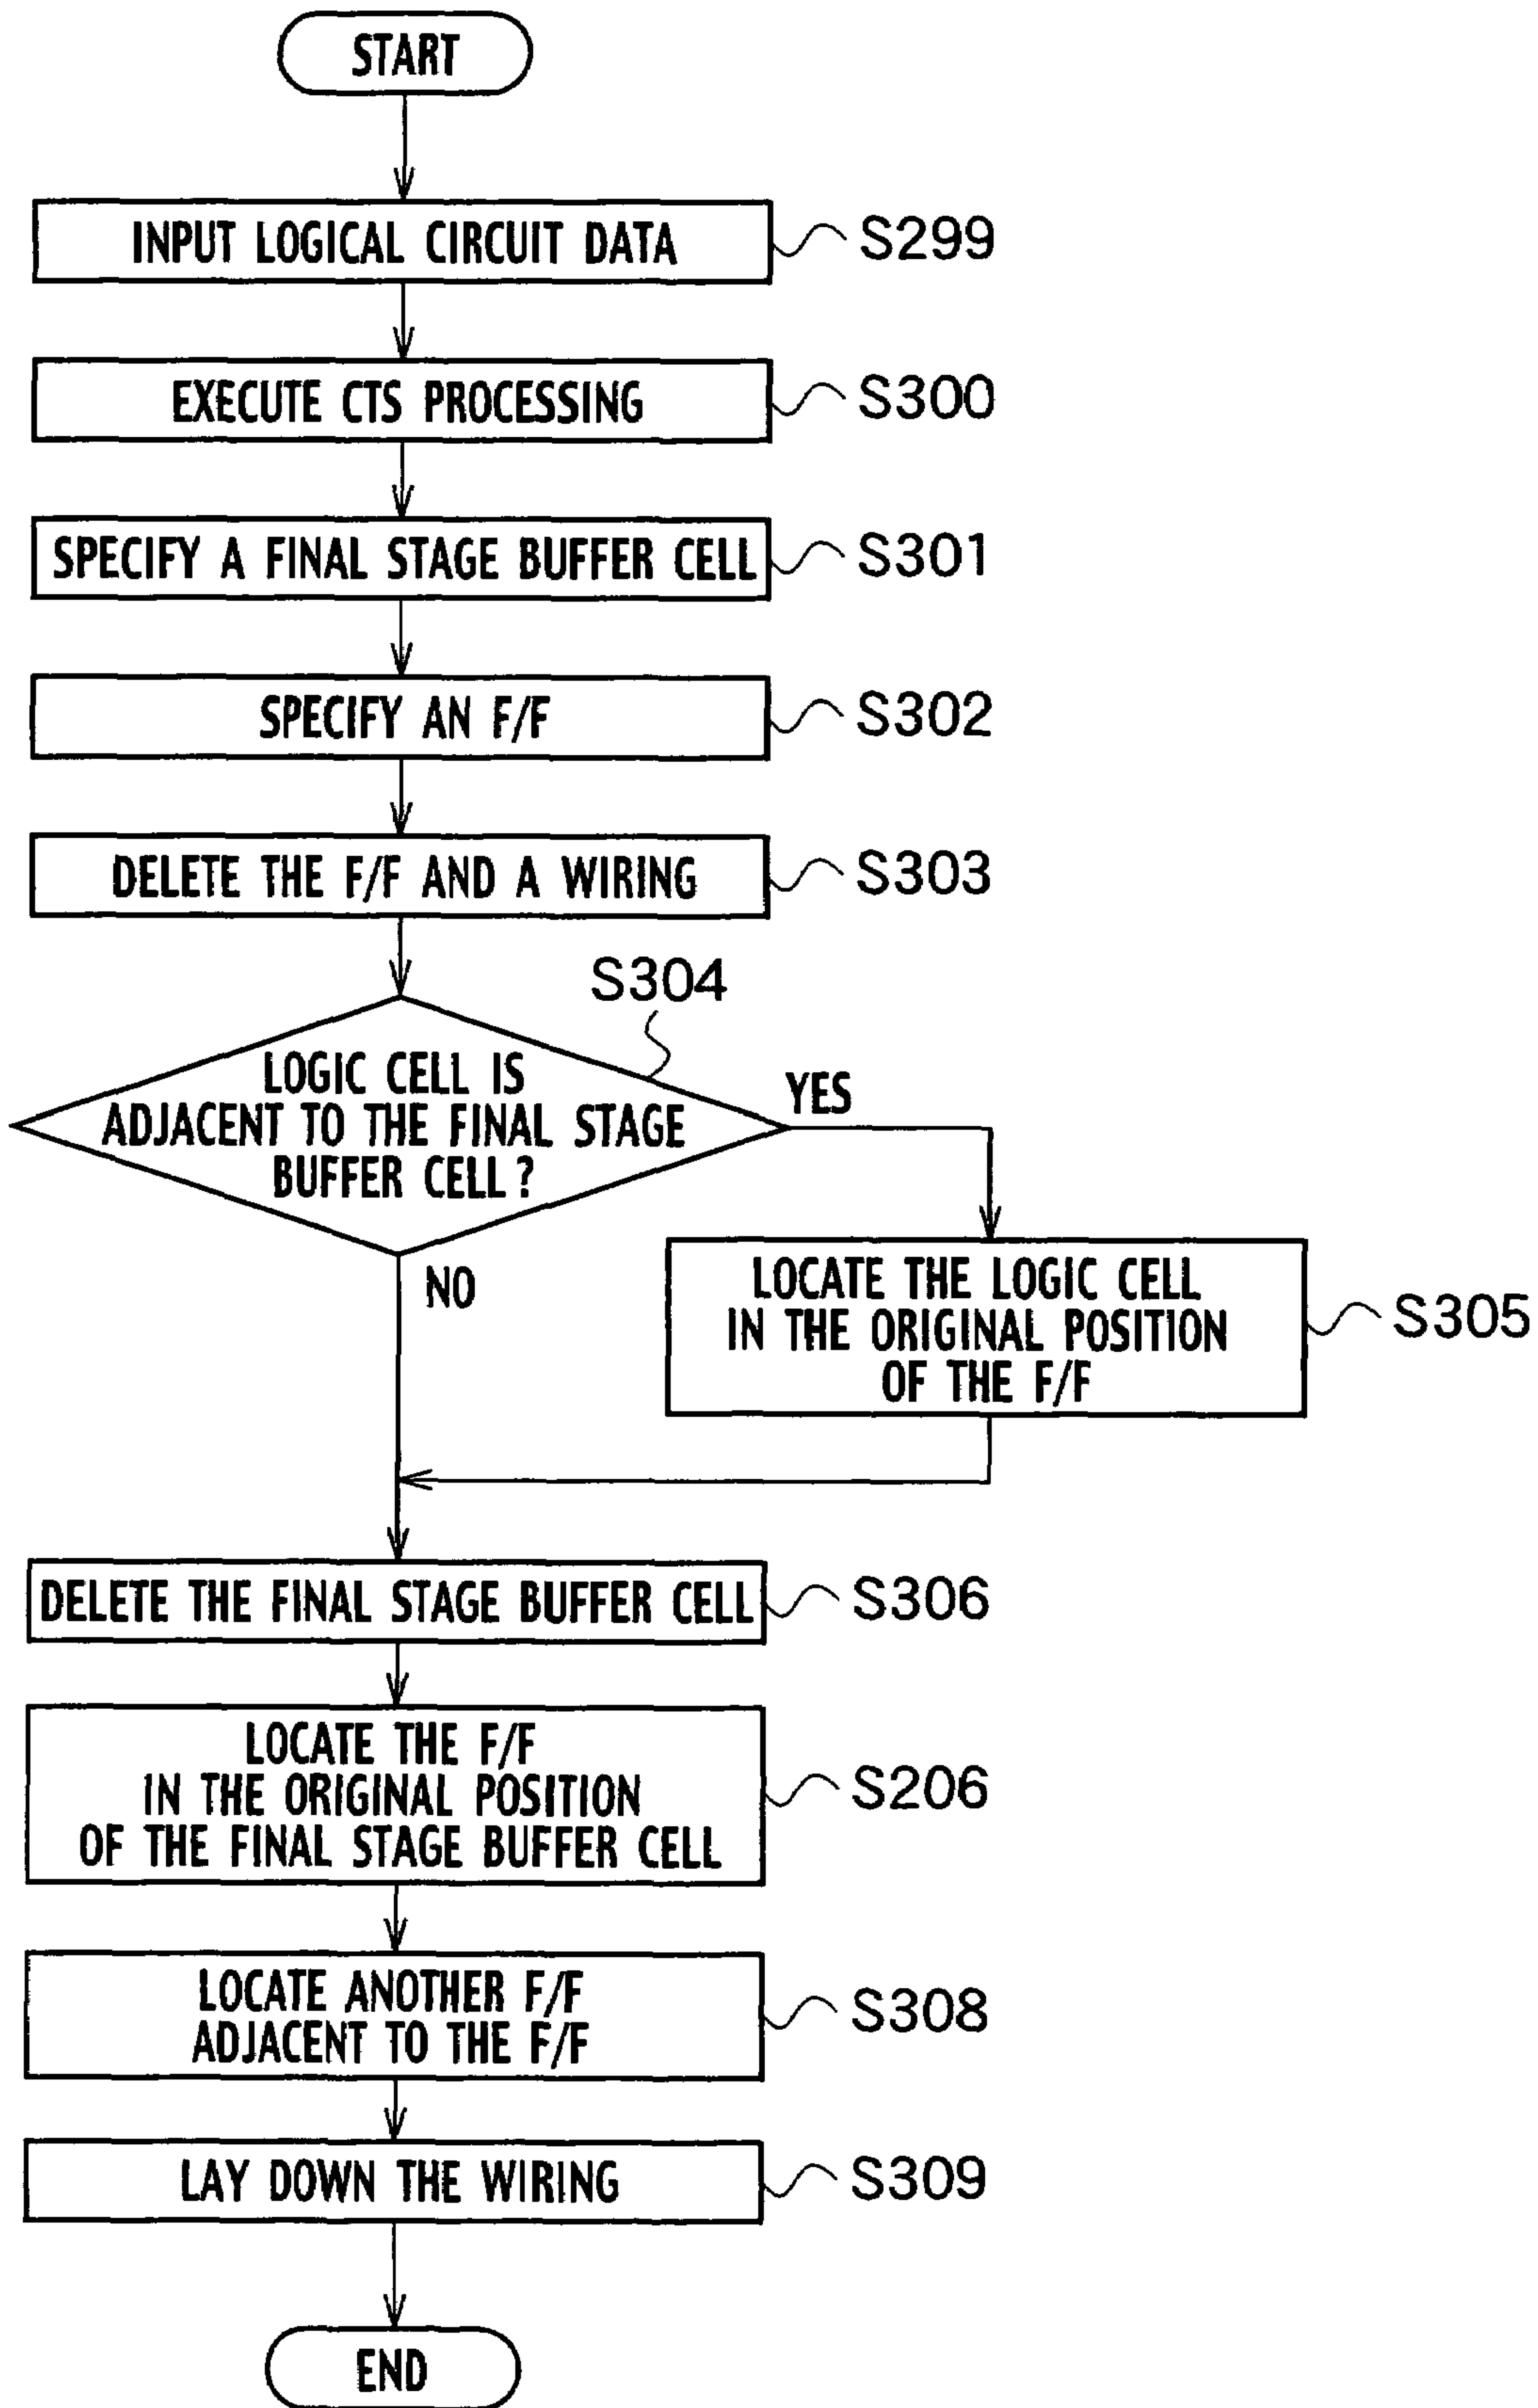 START
INPUT LOGICAL CIRCUIT DATA
S299
EXECUTE CTS PROCESSING
S300
SPECIFY A FINAL STAGE BUFFER CELL
S301
SPECIFY AN F/F
S302
DELETE THE F/F AND A WIRING
S303
S304
LOGIC CELL IS
ADJACENT TO THE FINAL STAGE
BUFFER CELL?
YES
NO
LOCATE THE LOGIC CELL
IN THE ORIGINAL POSITION
OF THE F/F
S305
DELETE THE FINAL STAGE BUFFER CELL
S306
LOCATE THE F/F
IN THE ORIGINAL POSITION
OF THE FINAL STAGE BUFFER CELL
S206
LOCATE ANOTHER F/F
ADJACENT TO THE F/F
S308
LAY DOWN THE WIRING
S309
END